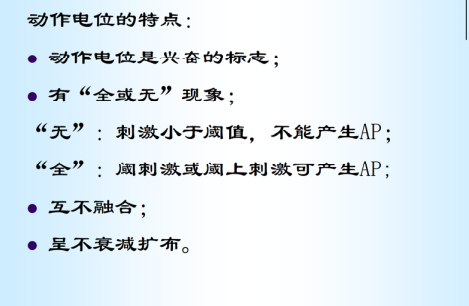 动作电位的特点：
● 动作电位是兴奋的标志；
● 有“全或无”现象；
“无”：刺激小于阈值，不能产生AP；
“全”：阈刺激或阈上刺激可产生AP；
● 互不融合；
● 呈不衰减扩布。